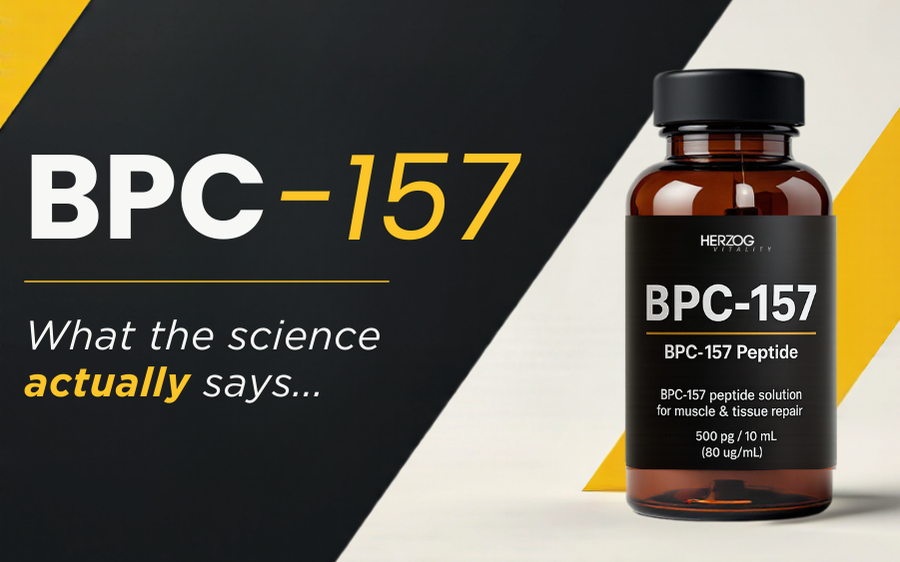 BPC-157
What the science
actually says...
HERZOG
VITALITY
BPC-157
BPC-157 Peptide
BPC-157 peptide solution
for muscle & tissue repair
500 pg / 10 mL
(80 ug/mL)